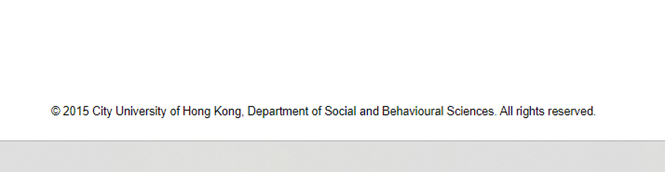 © 2015 City University of Hong Kong, Department of Social and Behavioural Sciences. All rights reserved.